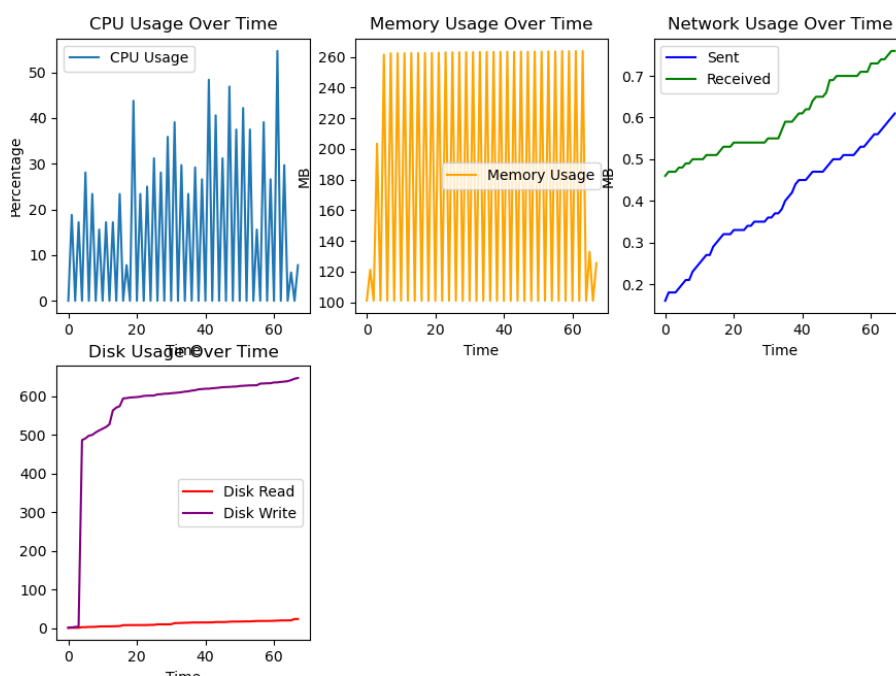 CPU Usage Over Time
Percentage
50
40
30
20
10
0
CPU Usage
0
20
40
60
Time
Memory Usage Over Time
MB
260
240
220
200
180
160
140
120
100
Memory Usage
0
20
40
60
Time
Network Usage Over Time
MB
0.7
0.6
0.5
0.4
0.3
0.2
Sent
Received
0
20
40
60
Time
Disk Usage Over Time
600
500
400
300
200
100
0
Disk Read
Disk Write
0
20
40
60
Time